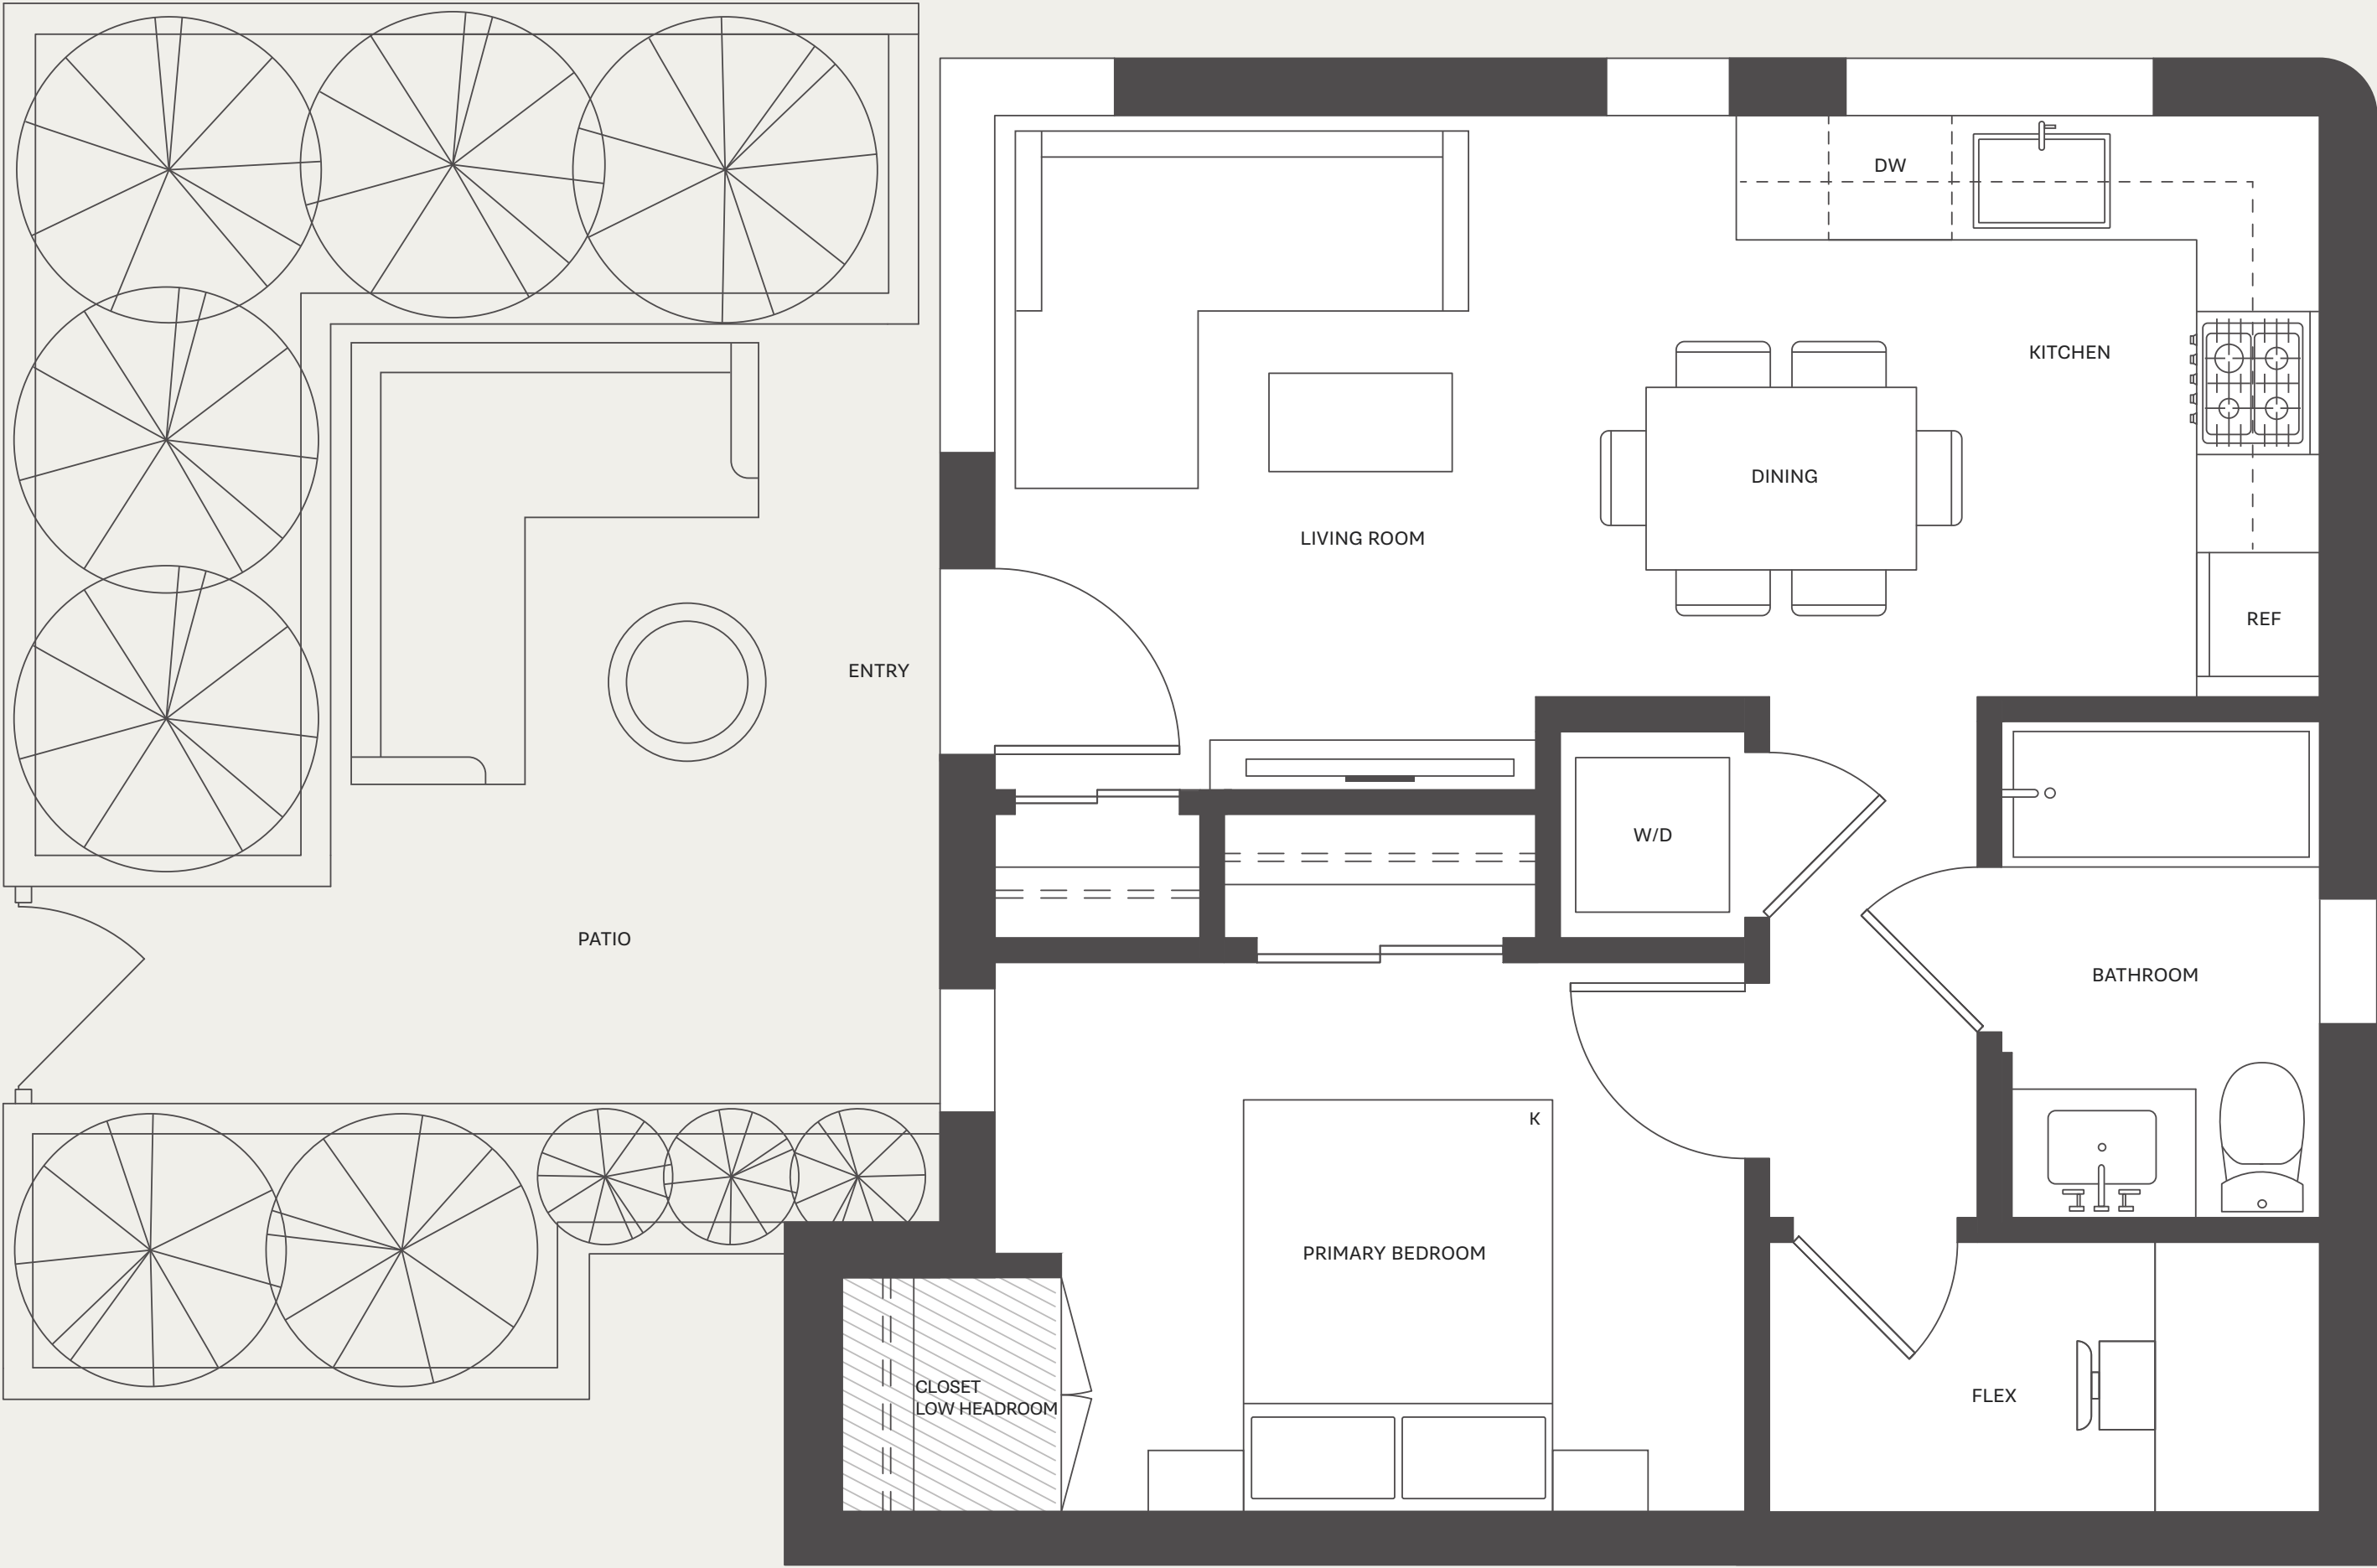 DW
KITCHEN
DINING
LIVING ROOM
REF
ENTRY
W/D
PATIO
BATHROOM
K
PRIMARY BEDROOM
CLOSET
LOW HEADROOM
FLEX